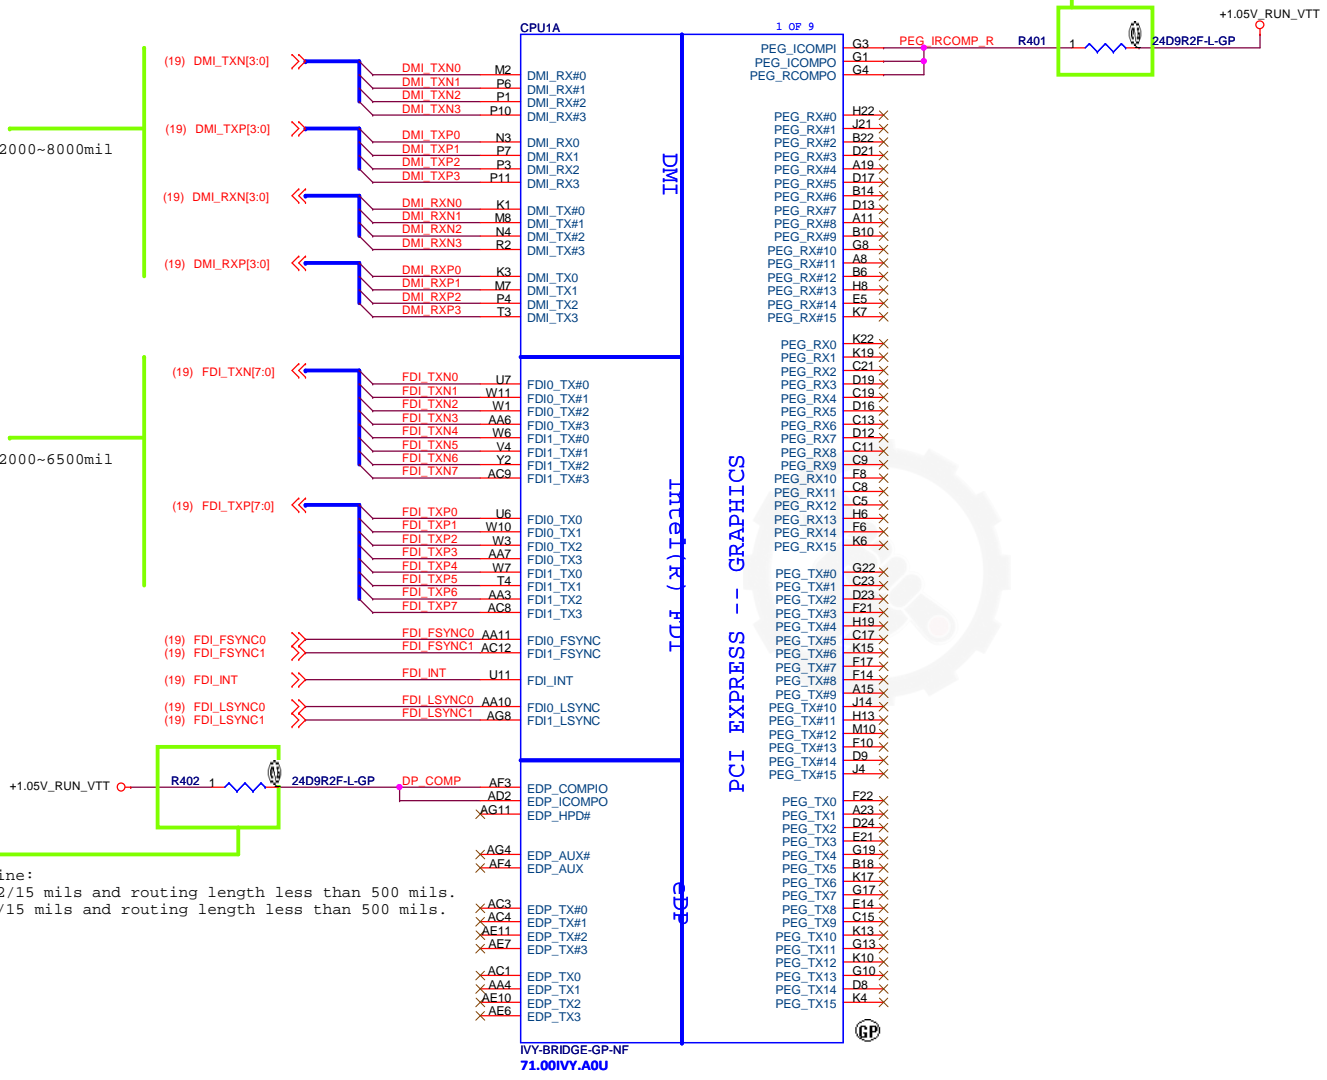 CPU1A
1 OF 9
+1.05V_RUN_VTT
PEG_IRCOMP_R R401 1 24D9R2F-L-GP
(19) DMI_TXN[3:0]
DMI_TXN0 M2 DMI_RX#0
DMI_TXN1 P6 DMI_RX#1
DMI_TXN2 P1 DMI_RX#2
DMI_TXN3 P10 DMI_RX#3
(19) DMI_TXP[3:0]
DMI_TXP0 N3 DMI_RX0
DMI_TXP1 P7 DMI_RX1
DMI_TXP2 P3 DMI_RX2
DMI_TXP3 P11 DMI_RX3
2000~8000mil
(19) DMI_RXN[3:0]
DMI_RXN0 K1 DMI_TX#0
DMI_RXN1 M8 DMI_TX#1
DMI_RXN2 N4 DMI_TX#2
DMI_RXN3 R2 DMI_TX#3
(19) DMI_RXP[3:0]
DMI_RXP0 K3 DMI_TX0
DMI_RXP1 M7 DMI_TX1
DMI_RXP2 P4 DMI_TX2
DMI_RXP3 T3 DMI_TX3
DMI
(19) FDI_TXN[7:0]
FDI_TXN0 U7 FDI0_TX#0
FDI_TXN1 W11 FDI0_TX#1
FDI_TXN2 W1 FDI0_TX#2
FDI_TXN3 AA6 FDI0_TX#3
FDI_TXN4 W6 FDI1_TX#0
FDI_TXN5 V4 FDI1_TX#1
FDI_TXN6 Y2 FDI1_TX#2
FDI_TXN7 AC9 FDI1_TX#3
2000~6500mil
(19) FDI_TXP[7:0]
FDI_TXP0 U6 FDI0_TX0
FDI_TXP1 W10 FDI0_TX1
FDI_TXP2 W3 FDI0_TX2
FDI_TXP3 AA7 FDI0_TX3
FDI_TXP4 W7 FDI1_TX0
FDI_TXP5 T4 FDI1_TX1
FDI_TXP6 AA3 FDI1_TX2
FDI_TXP7 AC8 FDI1_TX3
(19) FDI_FSYNC0 FDI_FSYNC0 AA11 FDI0_FSYNC
(19) FDI_FSYNC1 FDI_FSYNC1 AC12 FDI1_FSYNC
(19) FDI_INT FDI_INT U11 FDI_INT
(19) FDI_LSYNC0 FDI_LSYNC0 AA10 FDI0_LSYNC
(19) FDI_LSYNC1 FDI_LSYNC1 AG8 FDI1_LSYNC
Intel(R) FDI
+1.05V_RUN_VTT R402 1 24D9R2F-L-GP DP_COMP AF3 EDP_COMPIO
AD2 EDP_ICOMPO
AG11 EDP_HPD#
AG4 EDP_AUX#
AF4 EDP_AUX
ine:
2/15 mils and routing length less than 500 mils.
/15 mils and routing length less than 500 mils.
AC3 EDP_TX#0
AC4 EDP_TX#1
AE11 EDP_TX#2
AE7 EDP_TX#3
AC1 EDP_TX0
AA4 EDP_TX1
AE10 EDP_TX2
AE6 EDP_TX3
eDP
PCI EXPRESS -- GRAPHICS
PEG_ICOMPI G3
PEG_ICOMPO G1
PEG_RCOMPO G4
PEG_RX#0 H22
PEG_RX#1 J21
PEG_RX#2 B22
PEG_RX#3 D21
PEG_RX#4 A19
PEG_RX#5 D17
PEG_RX#6 B14
PEG_RX#7 D13
PEG_RX#8 A11
PEG_RX#9 B10
PEG_RX#10 G8
PEG_RX#11 A8
PEG_RX#12 B6
PEG_RX#13 H8
PEG_RX#14 E5
PEG_RX#15 K7
PEG_RX0 K22
PEG_RX1 K19
PEG_RX2 C21
PEG_RX3 D19
PEG_RX4 C19
PEG_RX5 D16
PEG_RX6 C13
PEG_RX7 D12
PEG_RX8 C11
PEG_RX9 C9
PEG_RX10 F8
PEG_RX11 C8
PEG_RX12 C5
PEG_RX13 H6
PEG_RX14 F6
PEG_RX15 K6
PEG_TX#0 G22
PEG_TX#1 C23
PEG_TX#2 D23
PEG_TX#3 F21
PEG_TX#4 H19
PEG_TX#5 C17
PEG_TX#6 K15
PEG_TX#7 F17
PEG_TX#8 F14
PEG_TX#9 A15
PEG_TX#10 J14
PEG_TX#11 H13
PEG_TX#12 M10
PEG_TX#13 F10
PEG_TX#14 D9
PEG_TX#15 J4
PEG_TX0 F22
PEG_TX1 A23
PEG_TX2 D24
PEG_TX3 E21
PEG_TX4 G19
PEG_TX5 B18
PEG_TX6 K17
PEG_TX7 G17
PEG_TX8 E14
PEG_TX9 C15
PEG_TX10 K13
PEG_TX11 G13
PEG_TX12 K10
PEG_TX13 G10
PEG_TX14 D8
PEG_TX15 K4
GP
IVY-BRIDGE-GP-NF
71.00IVY.A0U